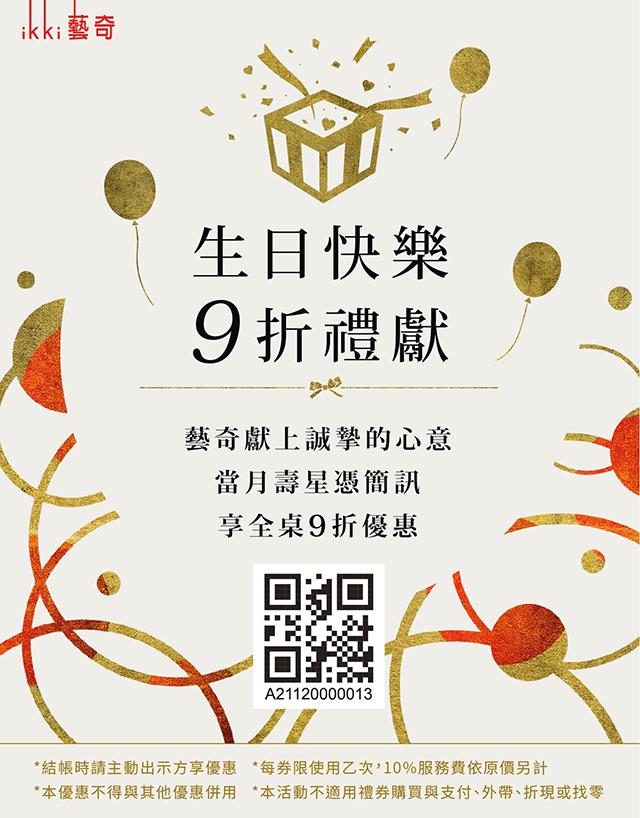 ikki 藝奇
生日快樂
9折禮獻
藝奇獻上誠摯的心意
當月壽星憑簡訊
享全桌9折優惠
A21120000013
*結帳時請主動出示方享優惠 *每券限使用乙次，10%服務費依原價另計
*本優惠不得與其他優惠併用 *本活動不適用禮券購買與支付、外帶、折現或找零